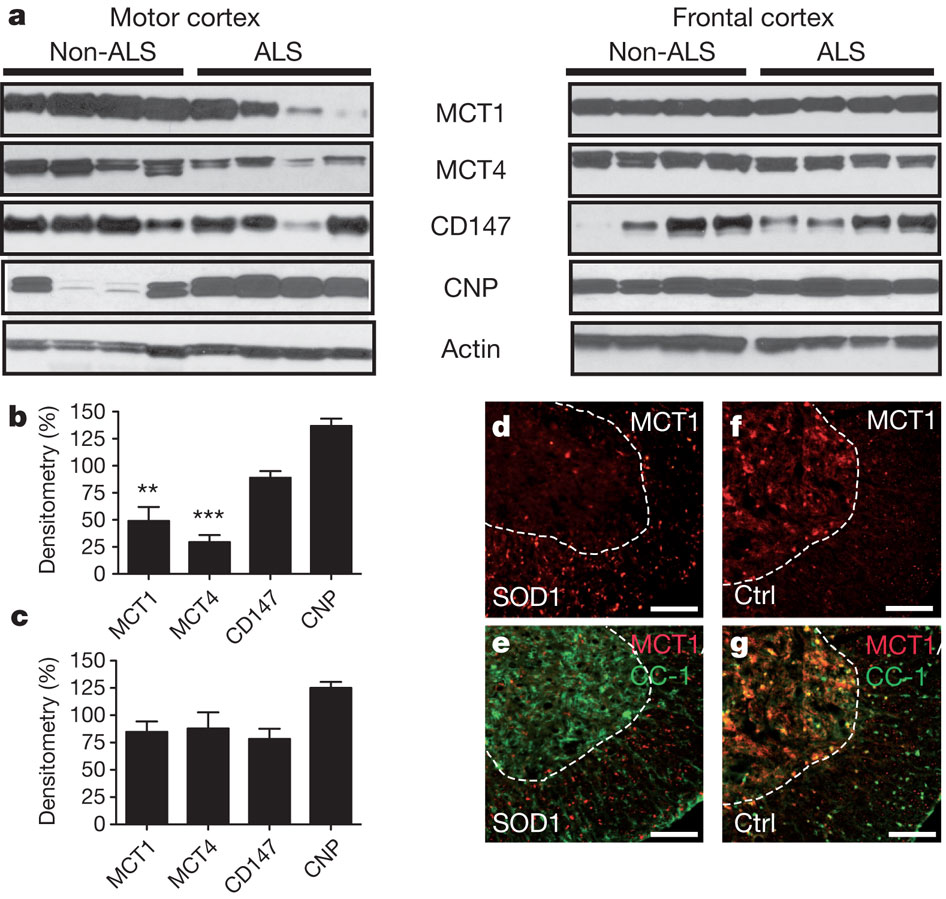 a
Motor cortex
Frontal cortex
Non-ALS
ALS
Non-ALS
ALS
MCT1
MCT4
CD147
CNP
Actin
b
Densitometry (%)
150
125
100
75
50
25
0
**
***
MCT1
MCT4
CD147
CNP
c
Densitometry (%)
150
125
100
75
50
25
0
MCT1
MCT4
CD147
CNP
d
MCT1
SOD1
f
MCT1
Ctrl
e
MCT1
CC-1
SOD1
g
MCT1
CC-1
Ctrl